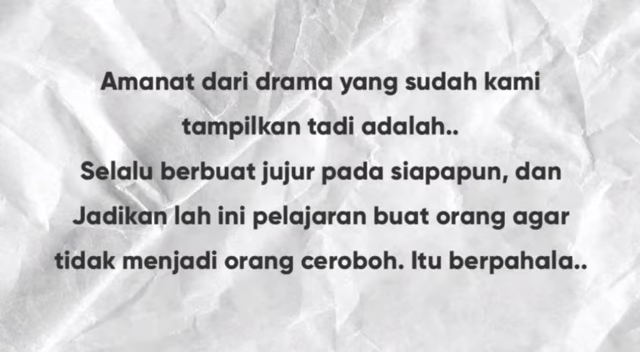 Amanat dari drama yang sudah kami
tampilkan tadi adalah..
Selalu berbuat jujur pada siapapun, dan
Jadikan lah ini pelajaran buat orang agar
tidak menjadi orang ceroboh. Itu berpahala..